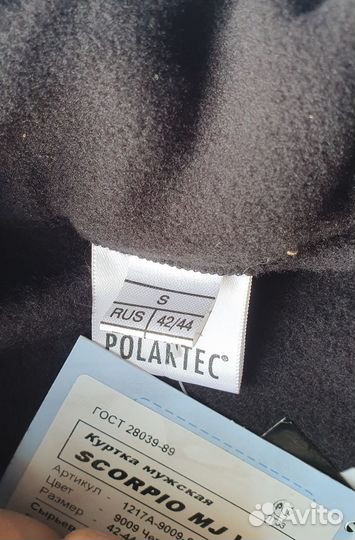 S
RUS 42/44
POLANTEC®
ГОСТ 28039-89
Куртка мужская
SCORPIO MJ
Артикул - 1217A-9009-
Цвет - 9009
Размер - 42-44
Сырьев
Avito